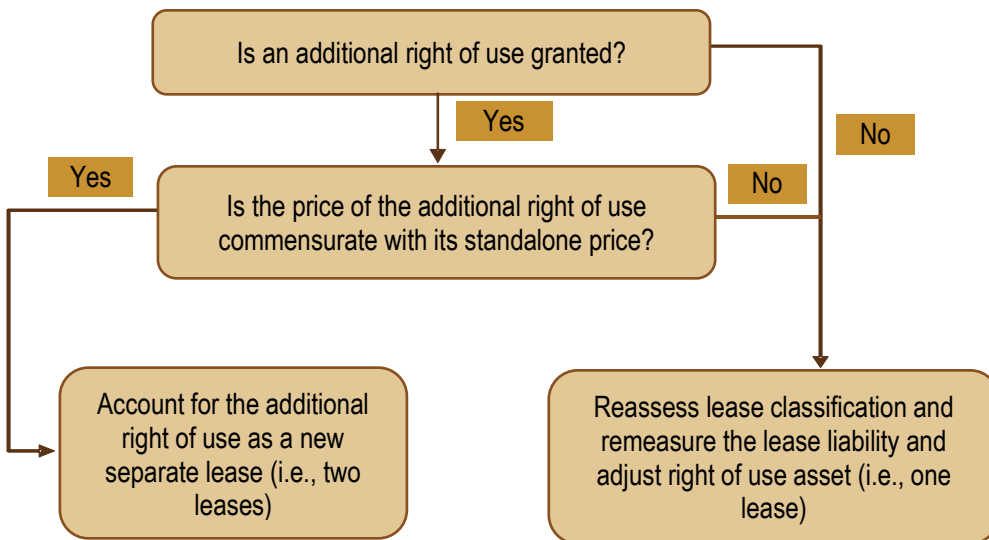 Is an additional right of use granted?
Yes
No
Yes
No
Is the price of the additional right of use
commensurate with its standalone price?
Account for the additional
right of use as a new
separate lease (i.e., two
leases)
Reassess lease classification and
remeasure the lease liability and
adjust right of use asset (i.e., one
lease)